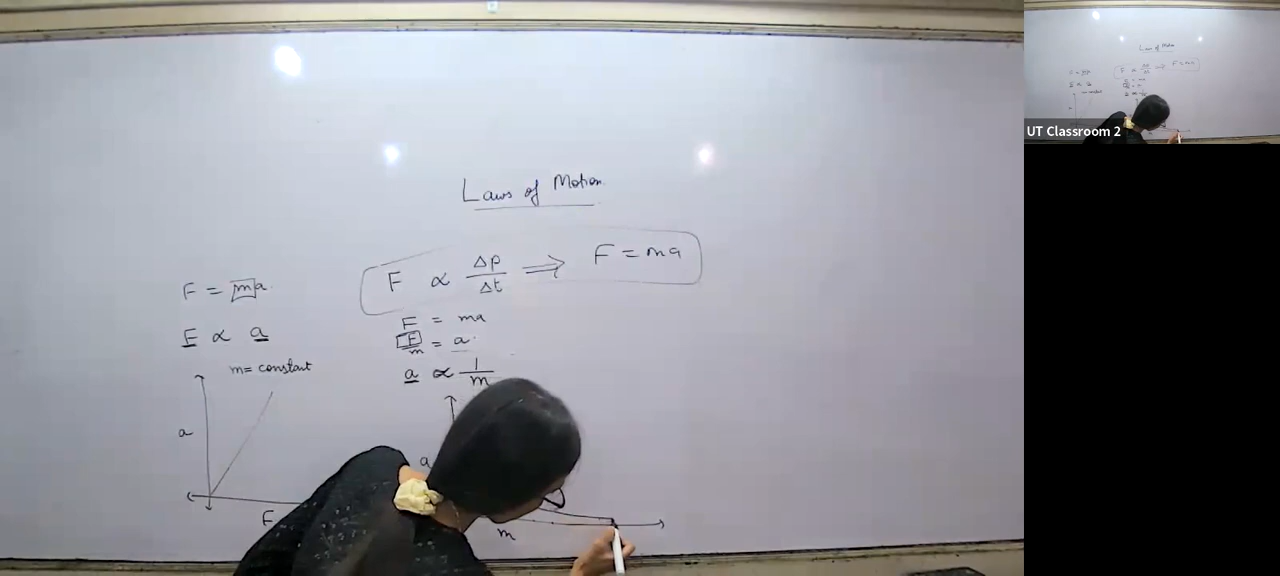 Laws of Motion
F ∝ Δp/Δt ⟹ F = ma
F = ma
F ∝ a
m = constant
a
F
F = ma
F/m = a
a ∝ 1/m
a
m
UT Classroom 2